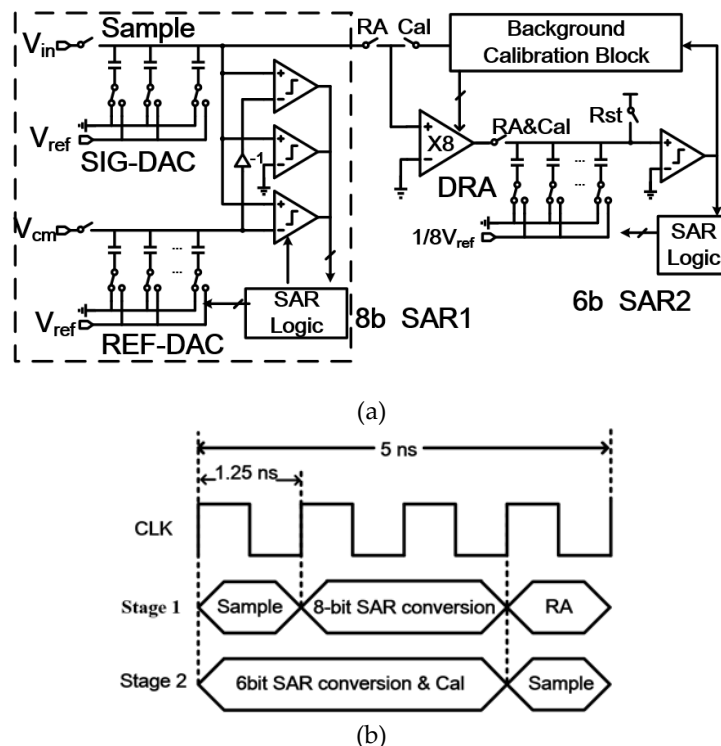 Sample
RA
Cal
Background
Calibration Block
Vin
Vref
SIG-DAC
-1
X8
DRA
RA&Cal
Rst
...
1/8Vref
SAR
Logic
6b SAR2
Vcm
...
Vref
REF-DAC
SAR
Logic
8b SAR1
(a)
5 ns
1.25 ns
CLK
Stage 1
Sample
8-bit SAR conversion
RA
Stage 2
6bit SAR conversion & Cal
Sample
(b)